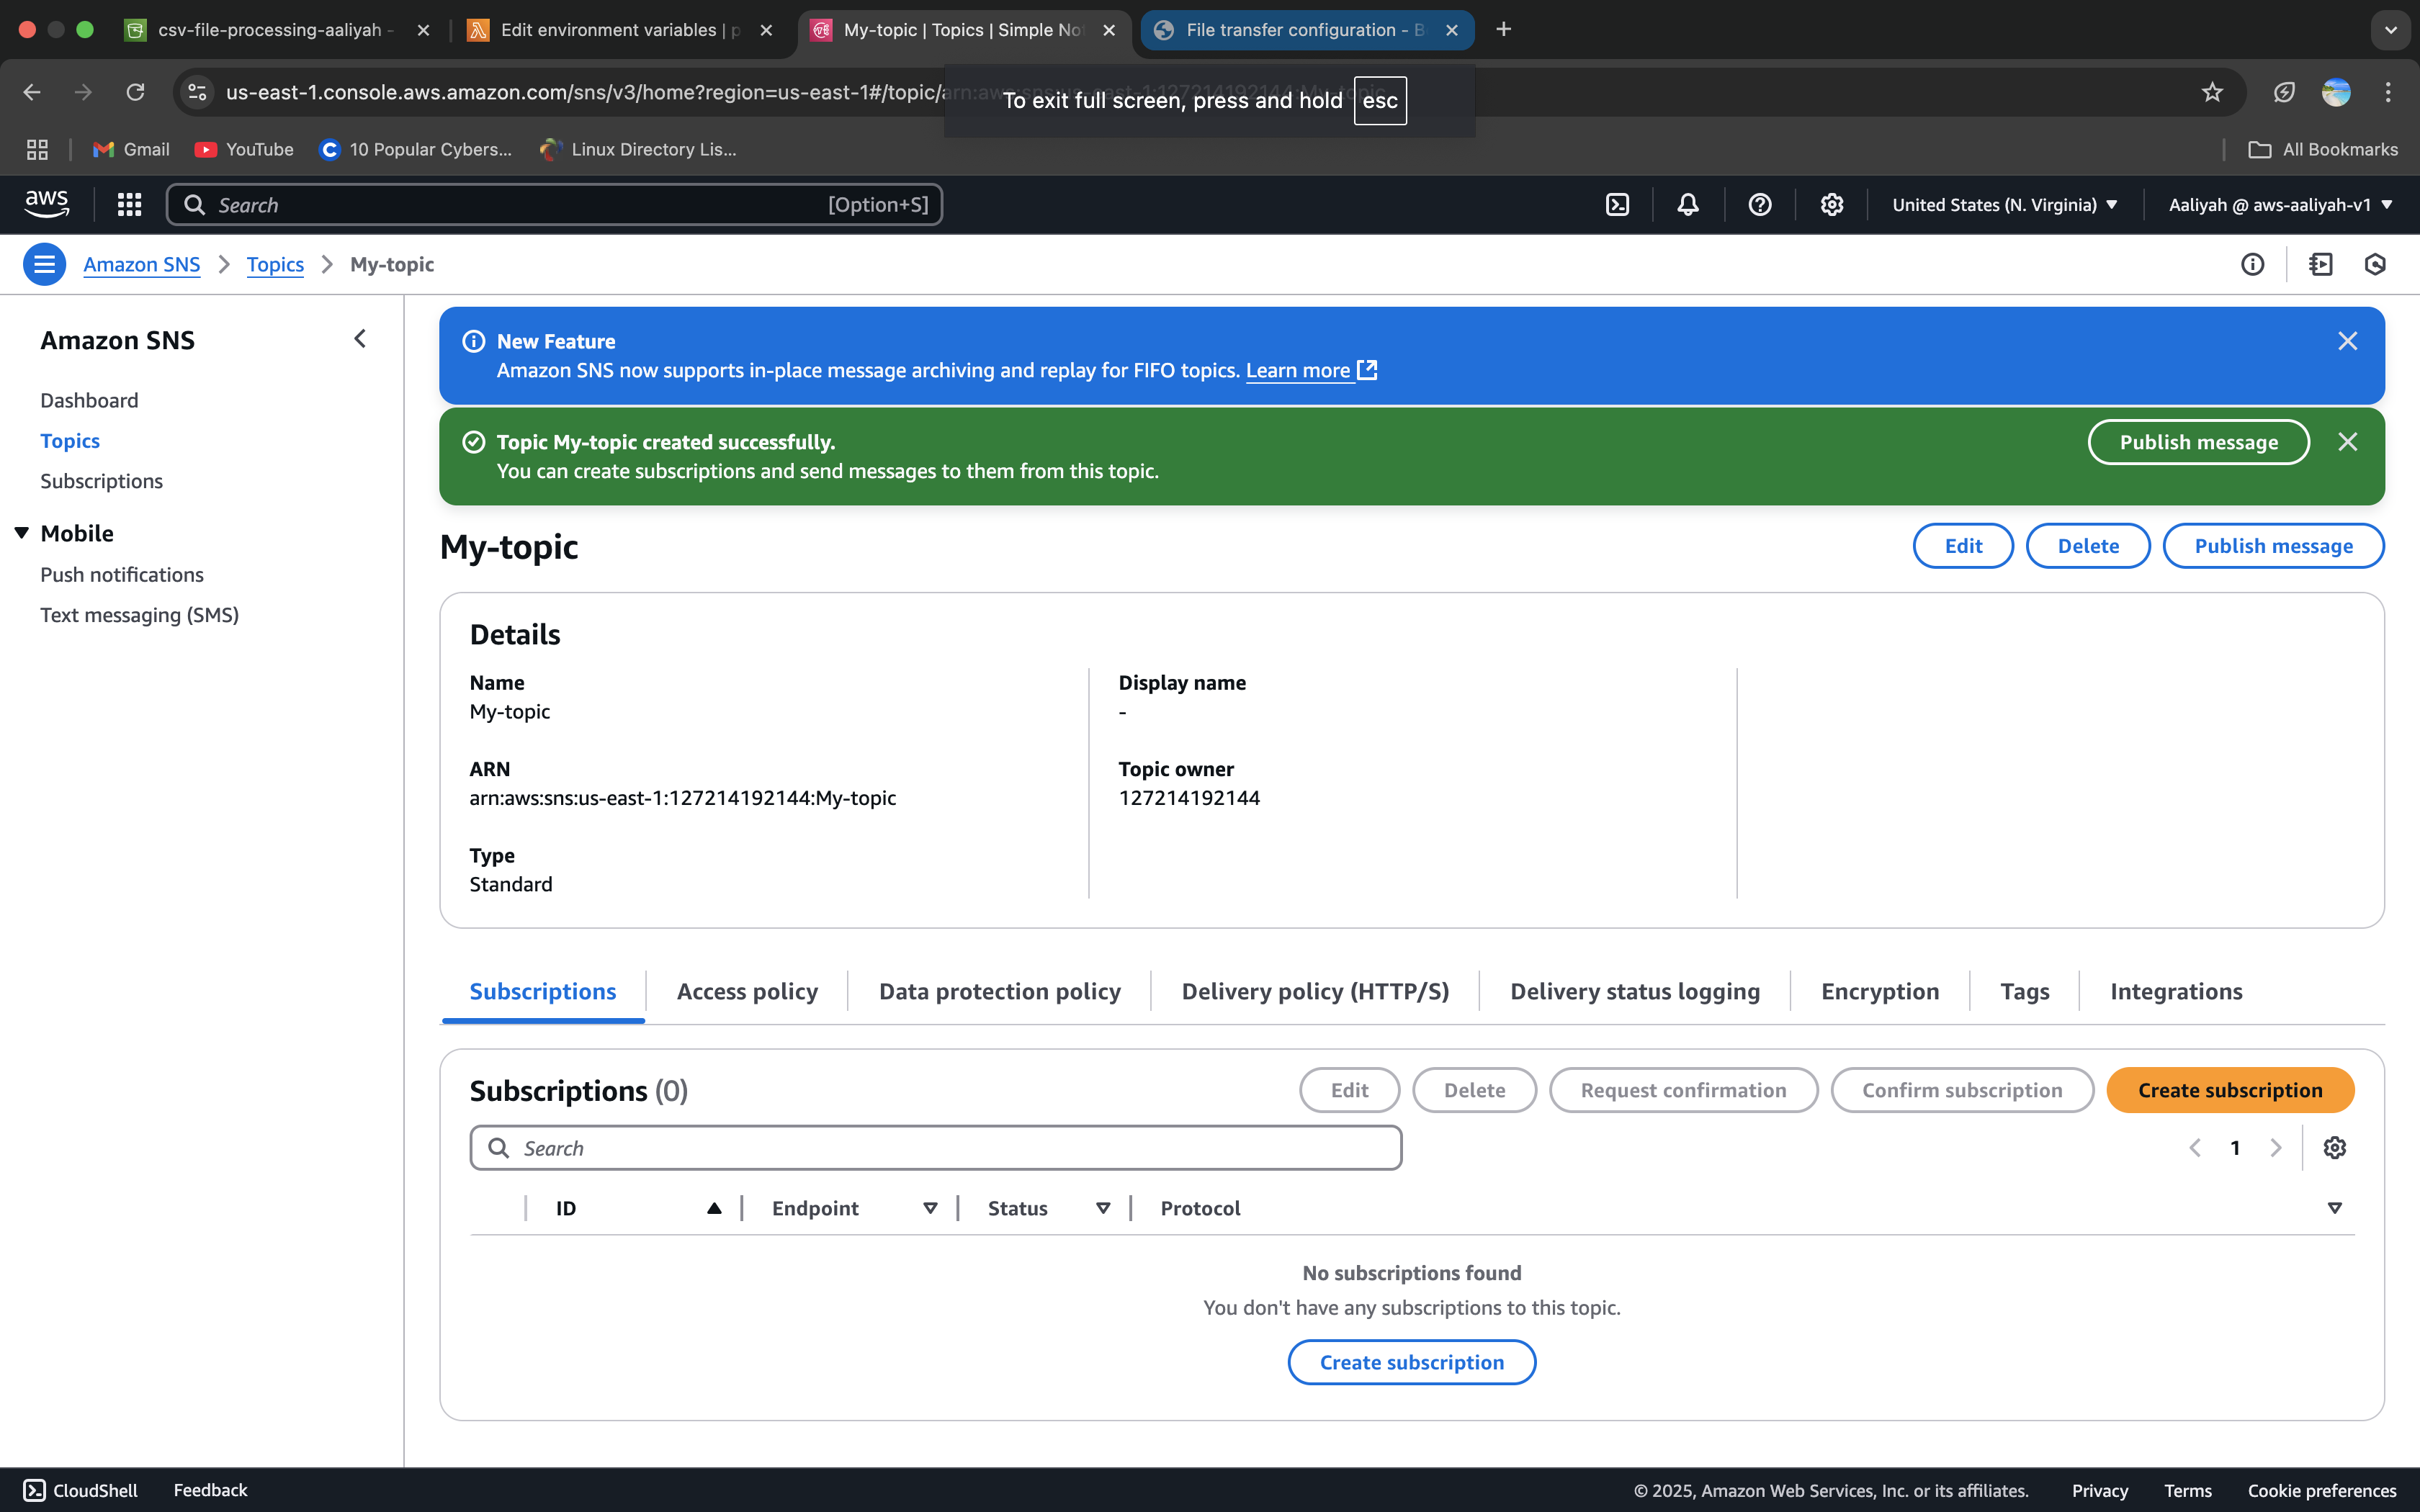 csv-file-processing-aaliyah -
Edit environment variables | p
My-topic | Topics | Simple No
File transfer configuration - B
us-east-1.console.aws.amazon.com/sns/v3/home?region=us-east-1#/topic/arn:aws:sns:us-east-1:127214192144:My-topic
To exit full screen, press and hold esc
Gmail
YouTube
10 Popular Cybers...
Linux Directory Lis...
All Bookmarks
aws
Search
[Option+S]
United States (N. Virginia)
Aaliyah @ aws-aaliyah-v1
Amazon SNS
Topics
My-topic
Amazon SNS
Dashboard
Topics
Subscriptions
Mobile
Push notifications
Text messaging (SMS)
New Feature
Amazon SNS now supports in-place message archiving and replay for FIFO topics. Learn more
Topic My-topic created successfully.
You can create subscriptions and send messages to them from this topic.
Publish message
My-topic
Edit
Delete
Publish message
Details
Name
My-topic
ARN
arn:aws:sns:us-east-1:127214192144:My-topic
Type
Standard
Display name
-
Topic owner
127214192144
Subscriptions
Access policy
Data protection policy
Delivery policy (HTTP/S)
Delivery status logging
Encryption
Tags
Integrations
Subscriptions (0)
Edit
Delete
Request confirmation
Confirm subscription
Create subscription
Search
1
ID
Endpoint
Status
Protocol
No subscriptions found
You don't have any subscriptions to this topic.
Create subscription
CloudShell
Feedback
© 2025, Amazon Web Services, Inc. or its affiliates.
Privacy
Terms
Cookie preferences